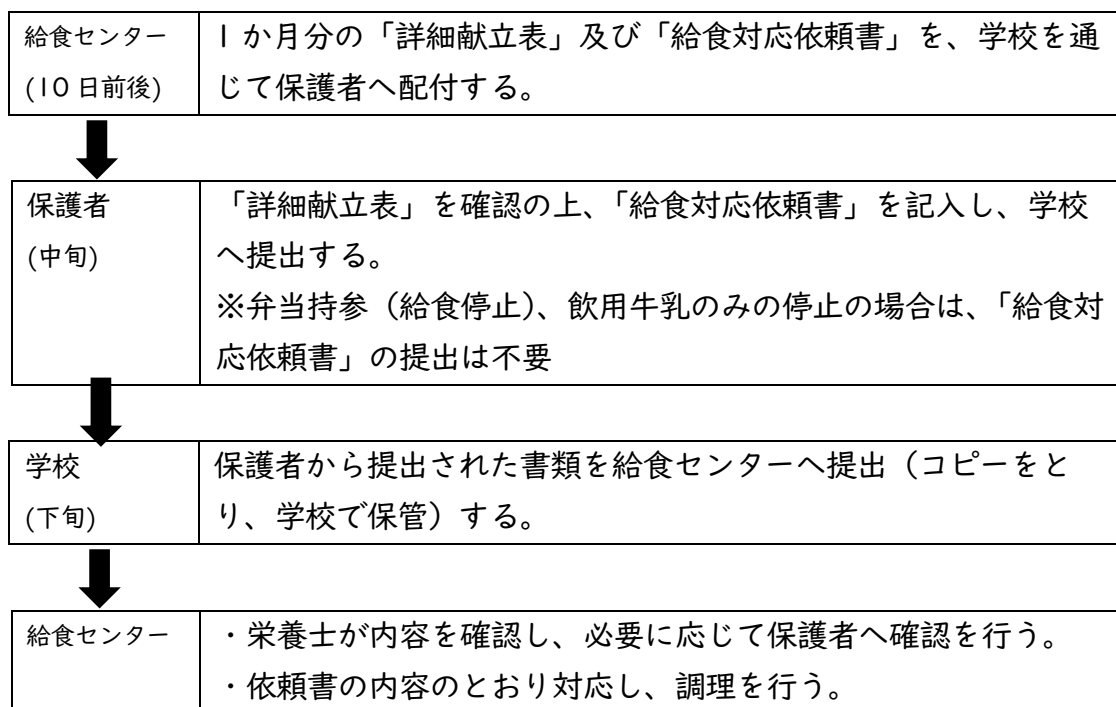 給食センター
(10日前後)
1か月分の「詳細献立表」及び「給食対応依頼書」を、学校を通
じて保護者へ配付する。
保護者
(中旬)
「詳細献立表」を確認の上、「給食対応依頼書」を記入し、学校
へ提出する。
※弁当持参（給食停止）、飲用牛乳のみの停止の場合は、「給食対
応依頼書」の提出は不要
学校
(下旬)
保護者から提出された書類を給食センターへ提出（コピーをと
り、学校で保管）する。
給食センター
・栄養士が内容を確認し、必要に応じて保護者へ確認を行う。
・依頼書の内容のとおり対応し、調理を行う。